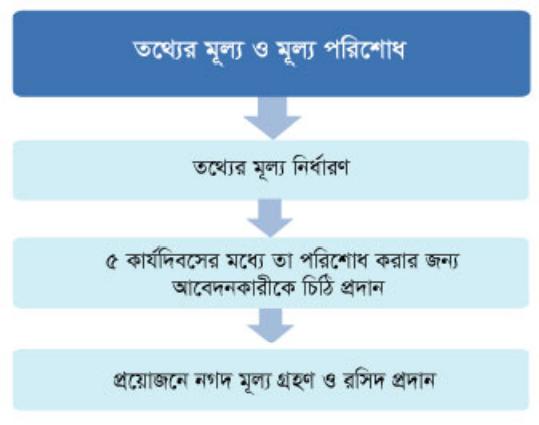 তথ্যের মূল্য ও মূল্য পরিশোধ
তথ্যের মূল্য নির্ধারণ
৫ কার্যদিবসের মধ্যে তা পরিশোধ করার জন্য
আবেদনকারীকে চিঠি প্রদান
প্রয়োজনে নগদ মূল্য গ্রহণ ও রসিদ প্রদান